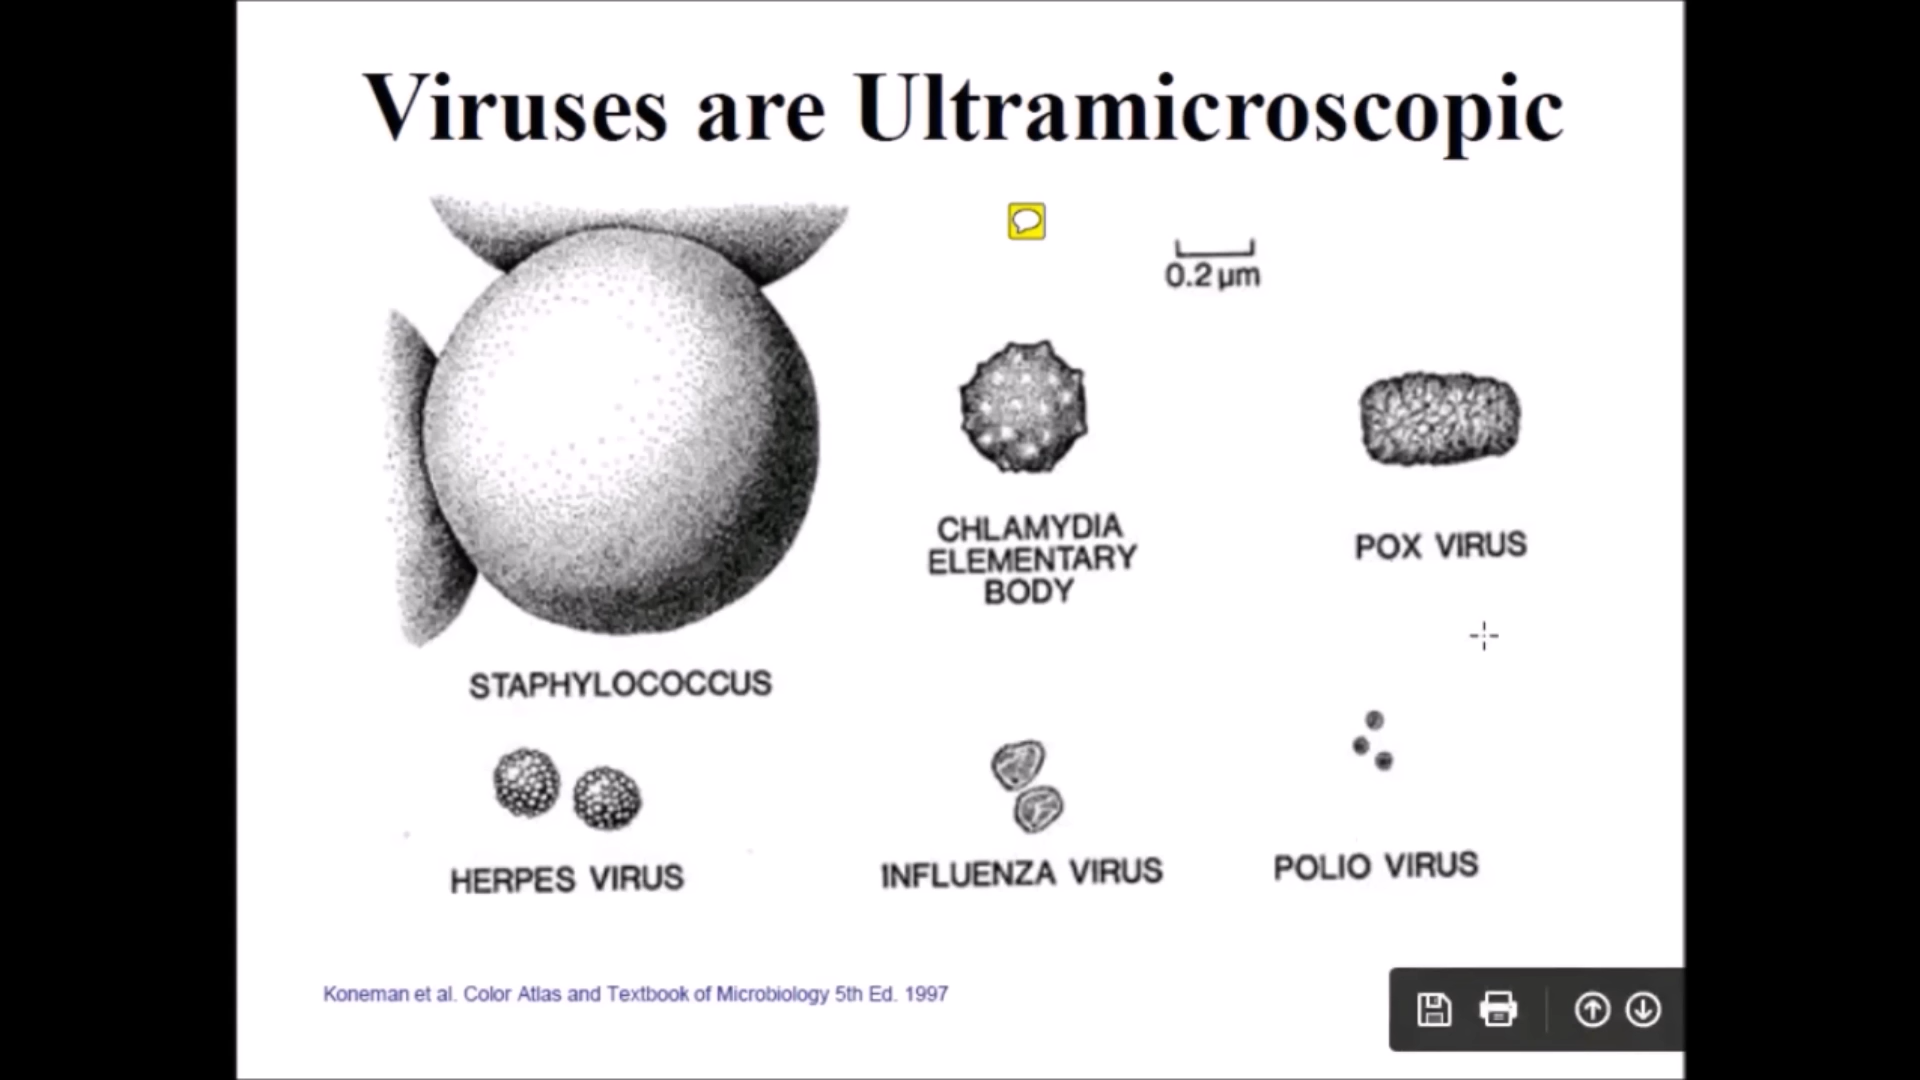 Viruses are Ultramicroscopic
0.2 µm
CHLAMYDIA
ELEMENTARY
BODY
POX VIRUS
STAPHYLOCOCCUS
HERPES VIRUS
INFLUENZA VIRUS
POLIO VIRUS
Koneman et al. Color Atlas and Textbook of Microbiology 5th Ed. 1997